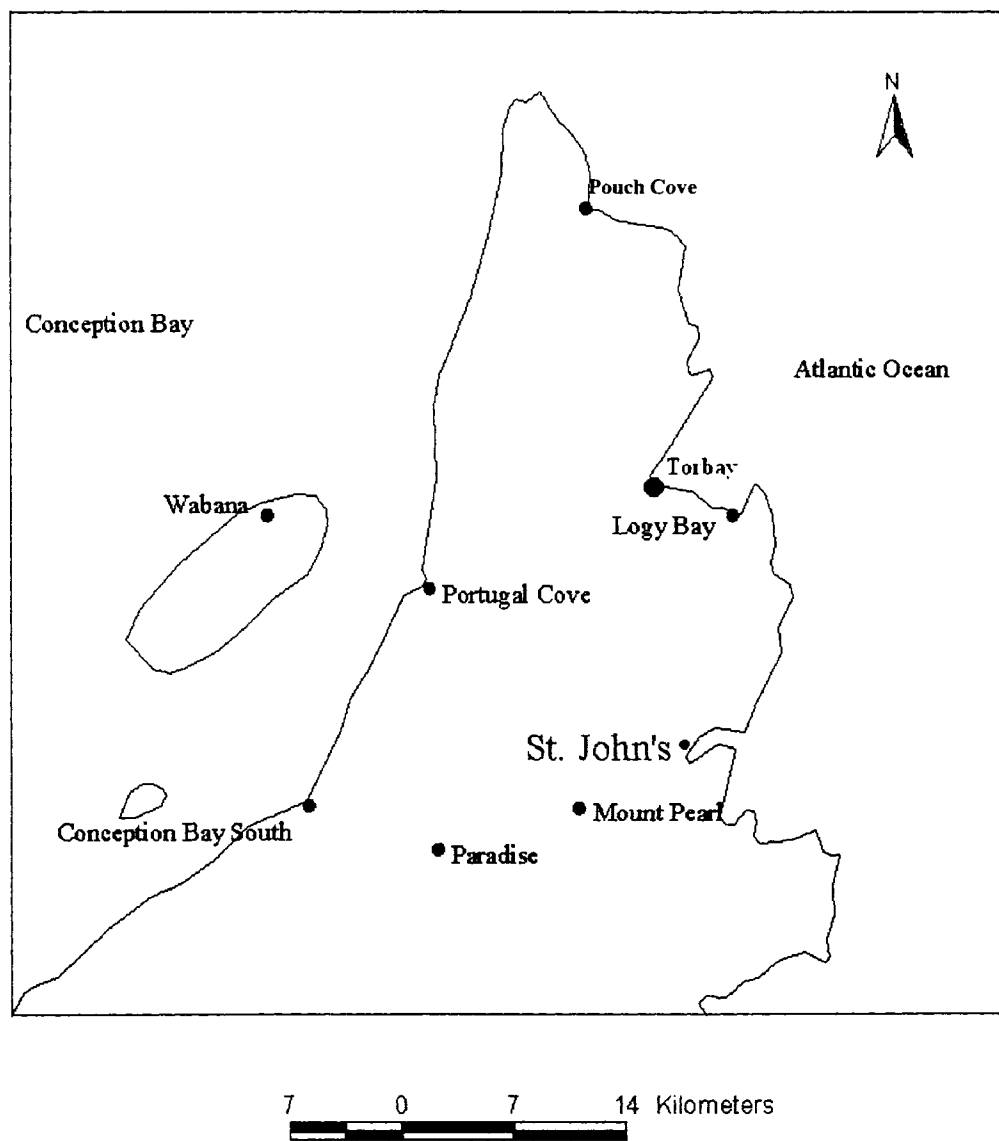 N
Pouch Cove
Conception Bay
Atlantic Ocean
Torbay
Wabana
Logy Bay
Portugal Cove
St. John's
Conception Bay South
Mount Pearl
Paradise
7 0 7 14 Kilometers